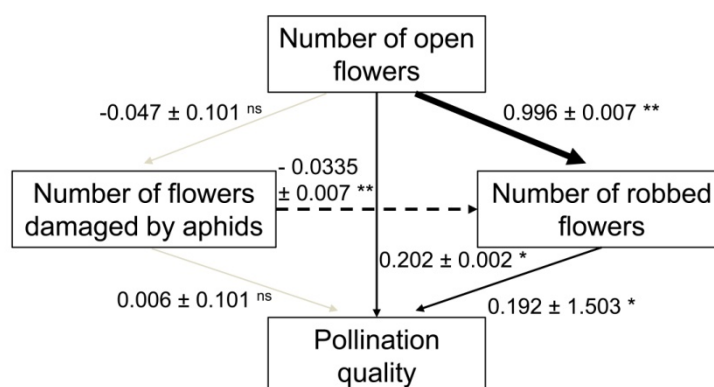 Number of open
flowers
-0.047 ± 0.101 ns
0.996 ± 0.007 **
- 0.0335
± 0.007 **
Number of flowers
damaged by aphids
Number of robbed
flowers
0.202 ± 0.002 *
0.006 ± 0.101 ns
0.192 ± 1.503 *
Pollination
quality